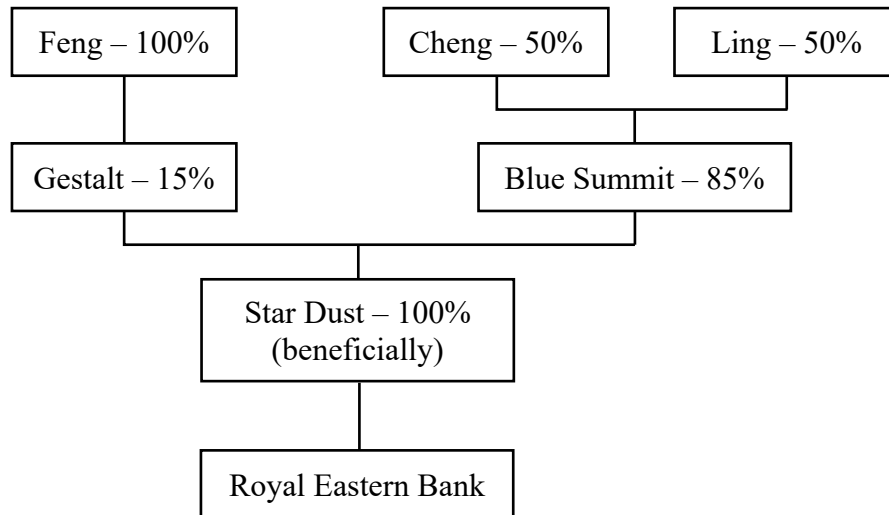 Feng – 100%
Cheng – 50%
Ling – 50%
Gestalt – 15%
Blue Summit – 85%
Star Dust – 100%
(beneficially)
Royal Eastern Bank